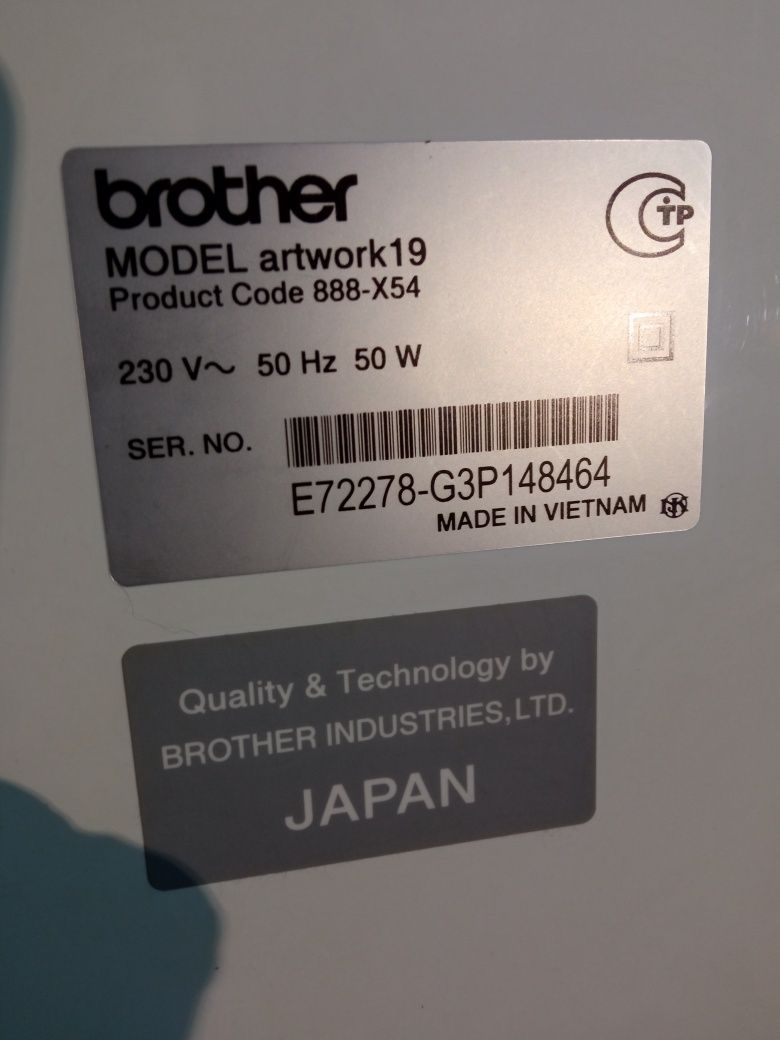 brother
MODEL artwork19
Product Code 888-X54
230 V~ 50 Hz 50 W
SER. NO.
E72278-G3P148464
MADE IN VIETNAM
Quality & Technology by
BROTHER INDUSTRIES,LTD.
JAPAN